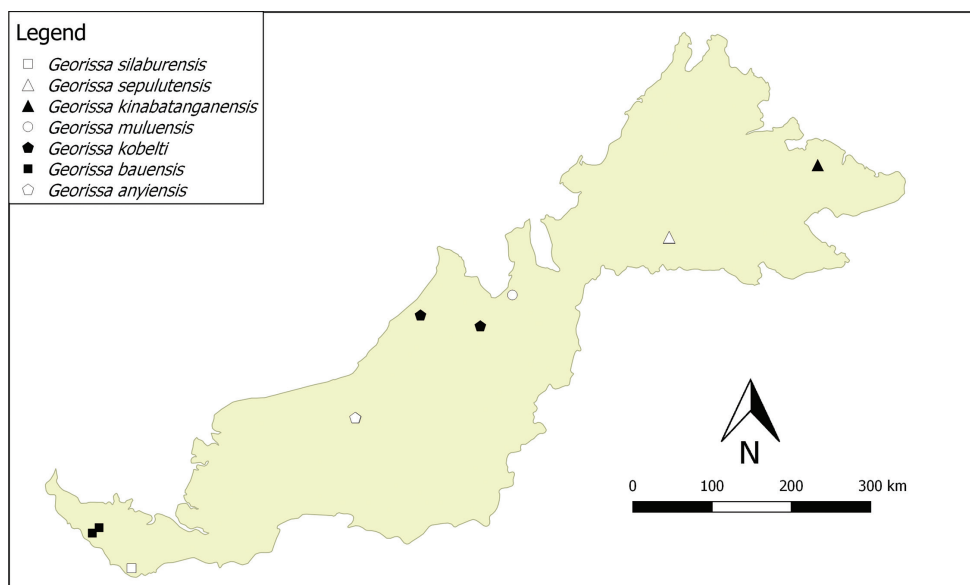 Legend
Georissa silaburensis
Georissa sepulutensis
Georissa kinabatanganensis
Georissa muluensis
Georissa kobelti
Georissa bauensis
Georissa anyiensis
N
0 100 200 300 km